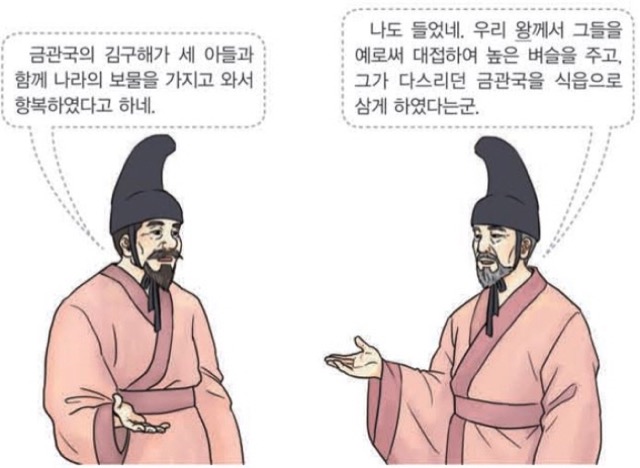 금관국의 김구해가 세 아들과
함께 나라의 보물을 가지고 와서
항복하였다고 하네.
나도 들었네. 우리 왕께서 그들을
예로써 대접하여 높은 벼슬을 주고,
그가 다스리던 금관국을 식읍으로
삼게 하였다는군.